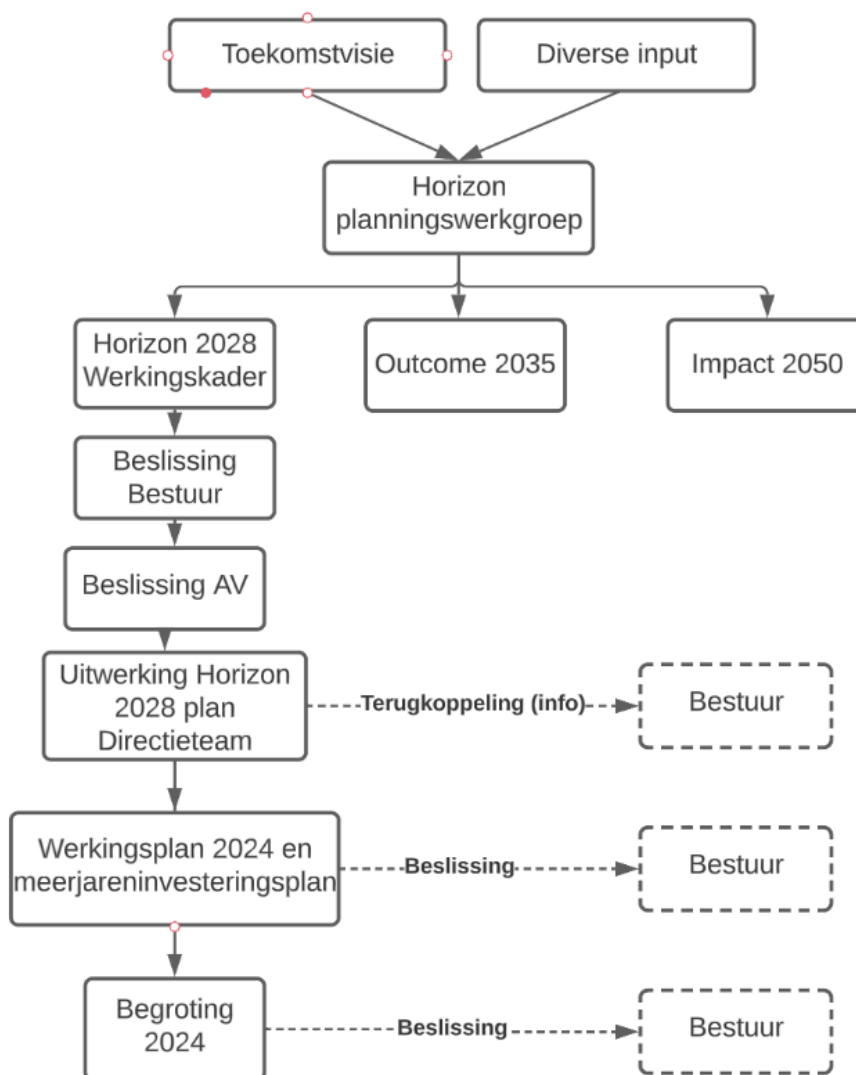 Toekomstvisie
Diverse input
Horizon
planningswerkgroep
Horizon 2028
Werkingskader
Outcome 2035
Impact 2050
Beslissing
Bestuur
Beslissing AV
Uitwerking Horizon
2028 plan
Directieteam
Terugkoppeling (info)
Bestuur
Werkingsplan 2024 en
meerjareninvesteringsplan
Beslissing
Bestuur
Begroting
2024
Beslissing
Bestuur